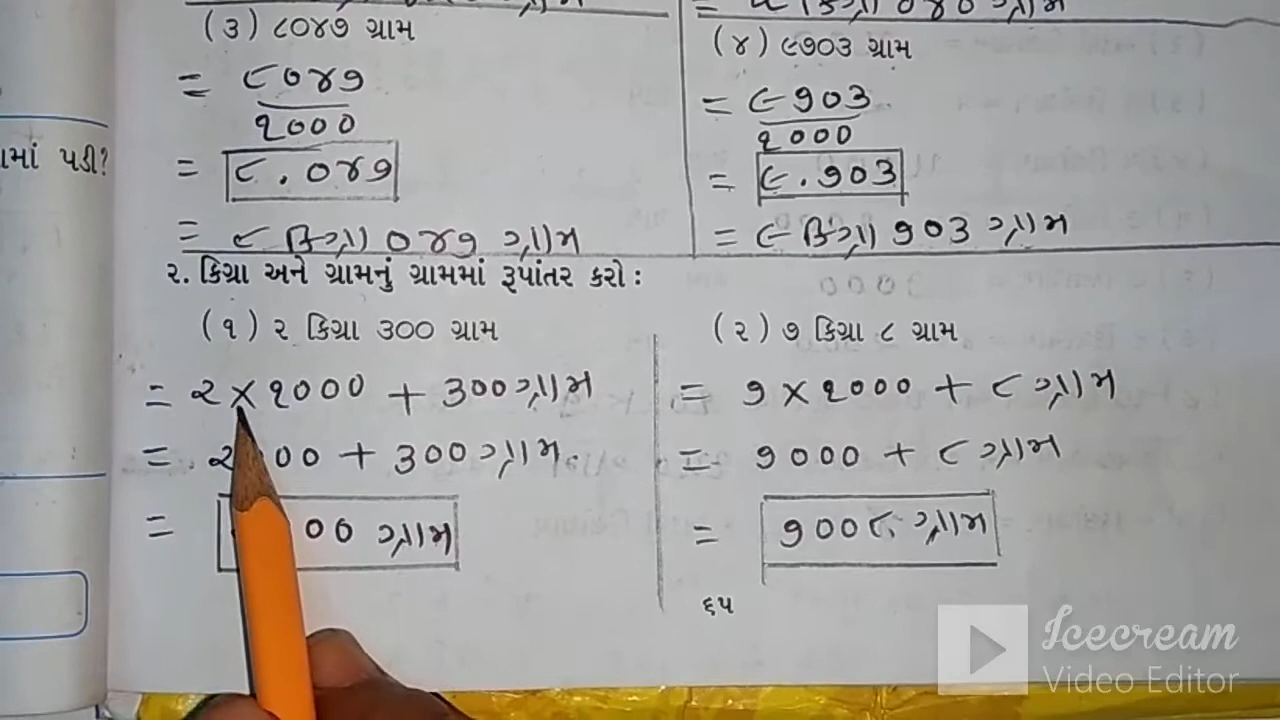 (૩) ૮૦૪૭ ગ્રામ
= ૮૦૪૭
૧૦૦૦
= ૮.૦૪૭
= ૮ કિગ્રા ૦૪૭ ગ્રામ
(૪) ૯૭૦૩ ગ્રામ
= ૯૭૦૩
૧૦૦૦
= ૯.૭૦૩
= ૯ કિગ્રા ૭૦૩ ગ્રામ
મમાં પડી?
૨. કિગ્રા અને ગ્રામનું ગ્રામમાં રૂપાંતર કરો :
(૧) ૨ કિગ્રા ૩૦૦ ગ્રામ
= ૨ × ૧૦૦૦ + ૩૦૦ ગ્રામ
= ૨૦૦૦ + ૩૦૦ ગ્રામ
= ૦૦ ગ્રામ
(૨) ૭ કિગ્રા ૮ ગ્રામ
= ૭ × ૧૦૦૦ + ૮ ગ્રામ
= ૭૦૦૦ + ૮ ગ્રામ
= ૭૦૦૮ ગ્રામ
૬૫
Icecream
Video Editor